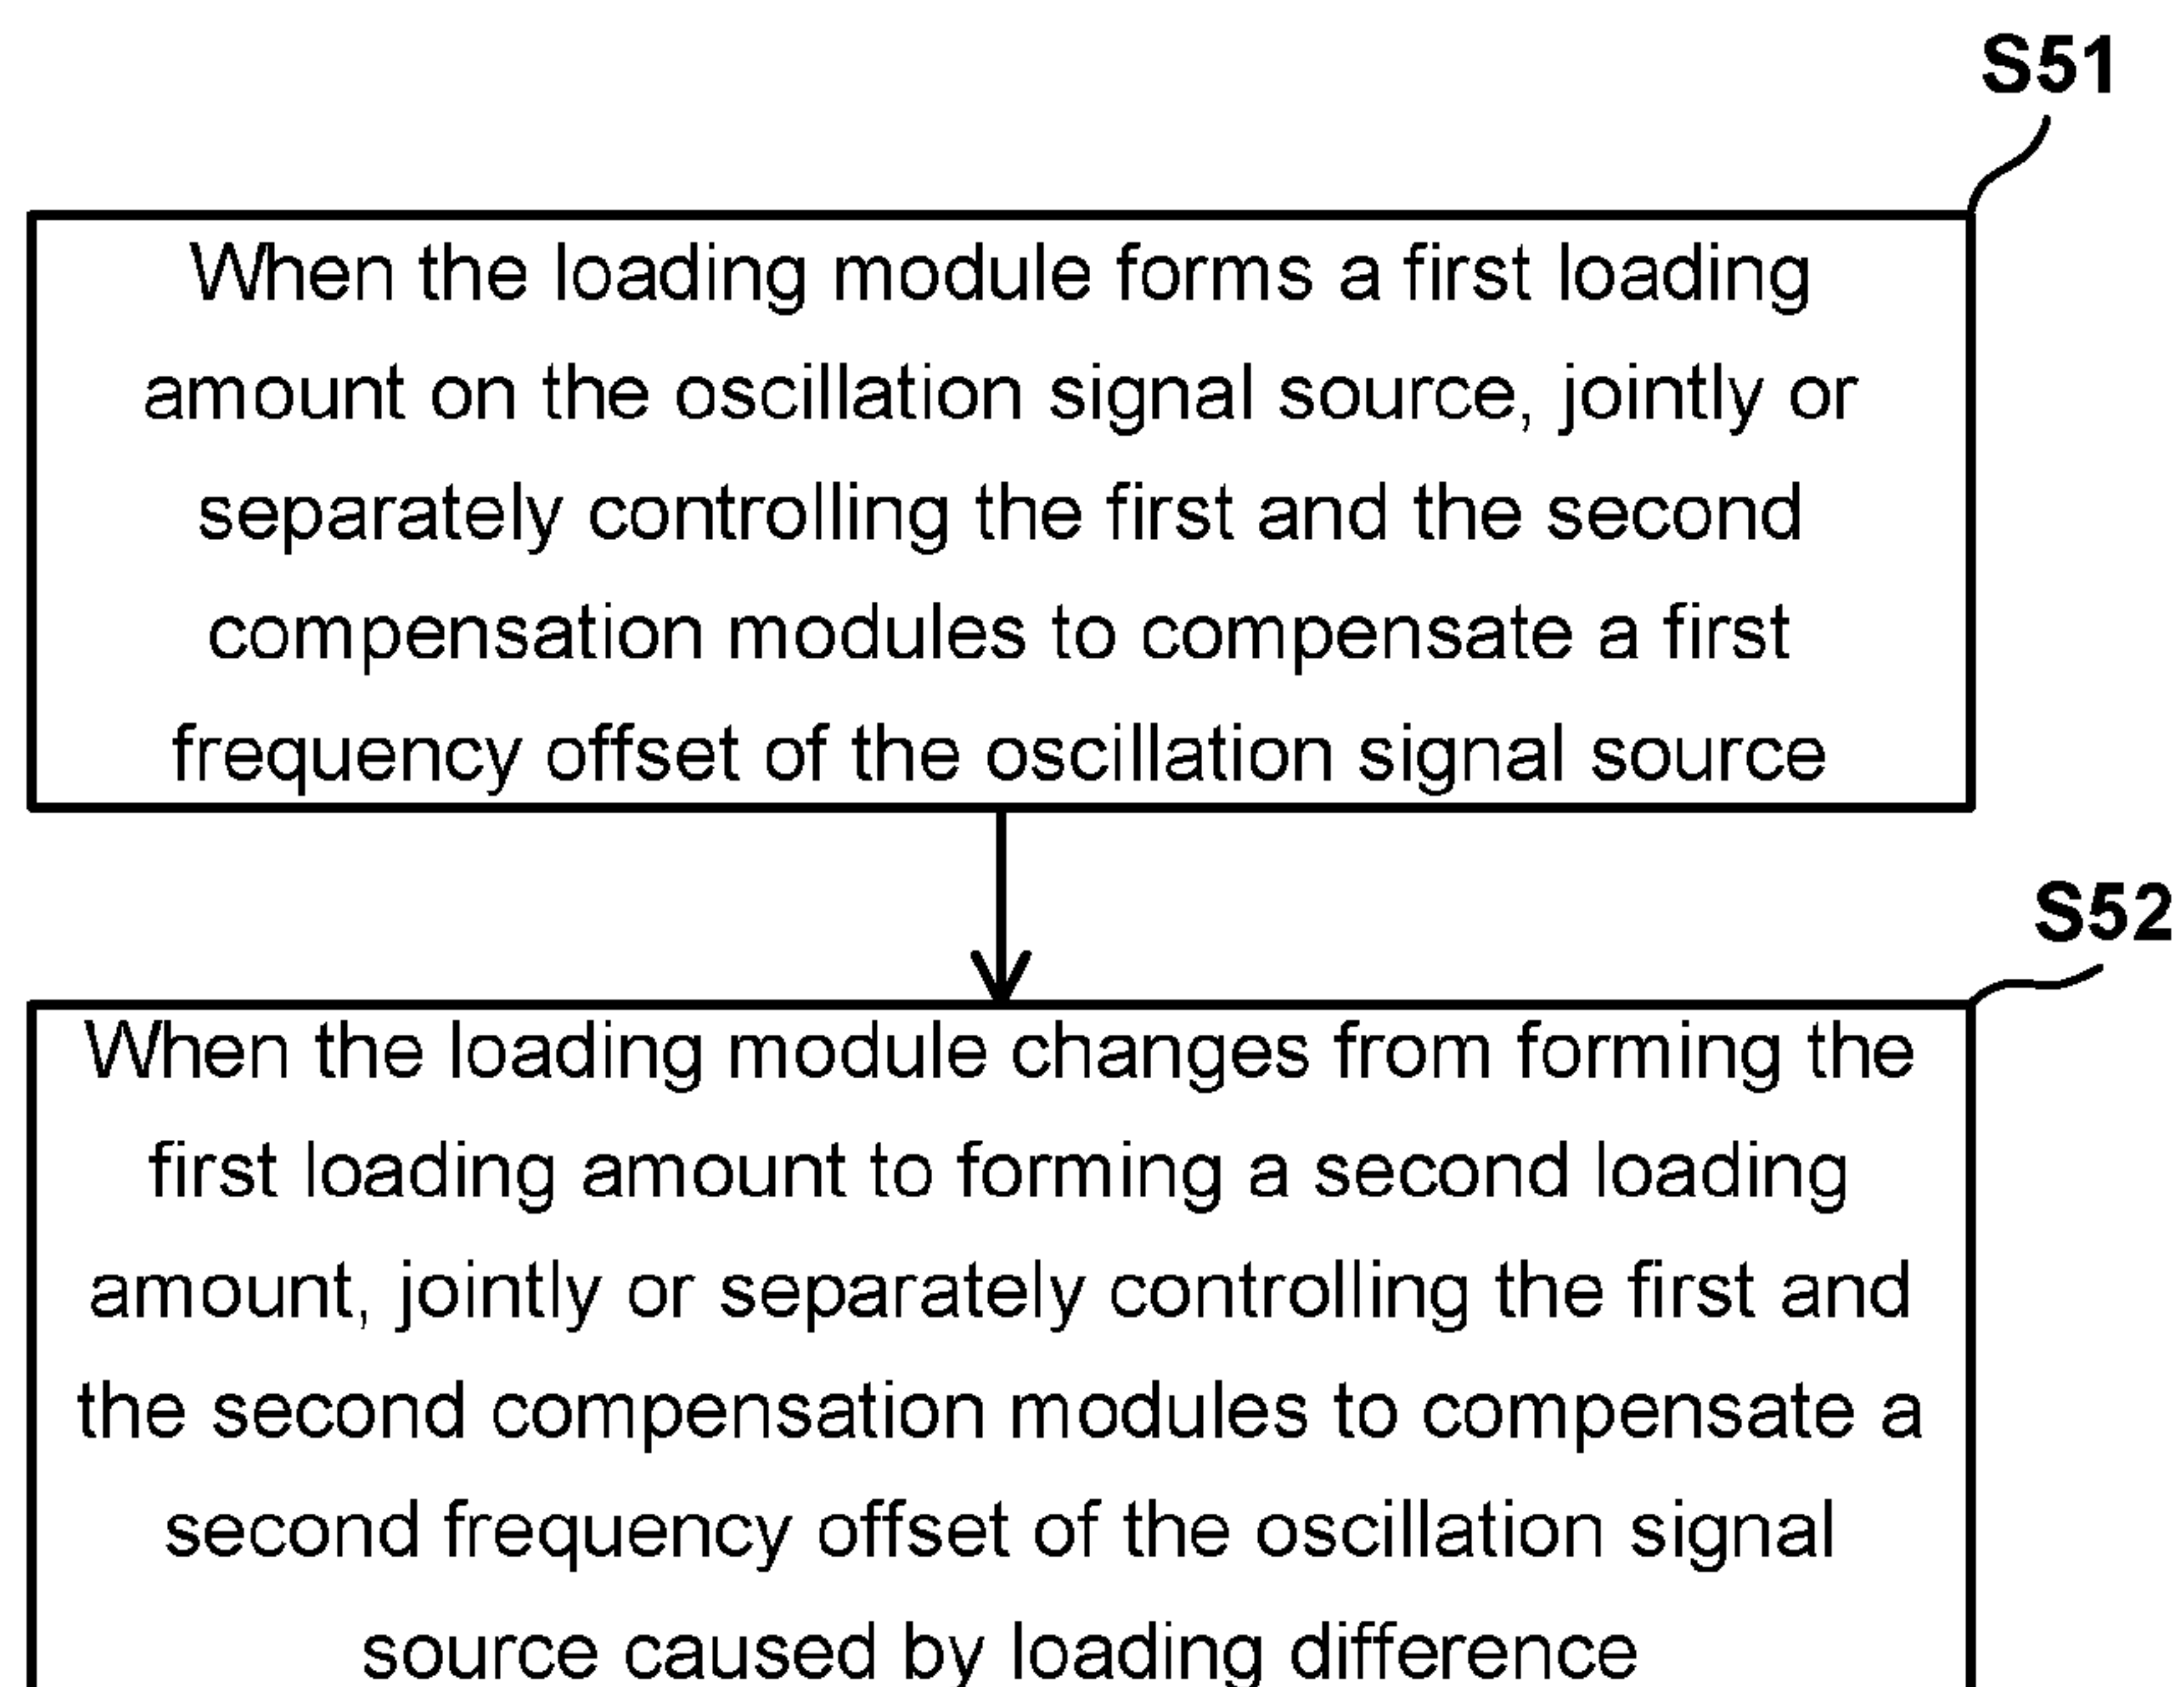 S51
When the loading module forms a first loading
amount on the oscillation signal source, jointly or
separately controlling the first and the second
compensation modules to compensate a first
frequency offset of the oscillation signal source
S52
When the loading module changes from forming the
first loading amount to forming a second loading
amount, jointly or separately controlling the first and
the second compensation modules to compensate a
second frequency offset of the oscillation signal
source caused by loading difference